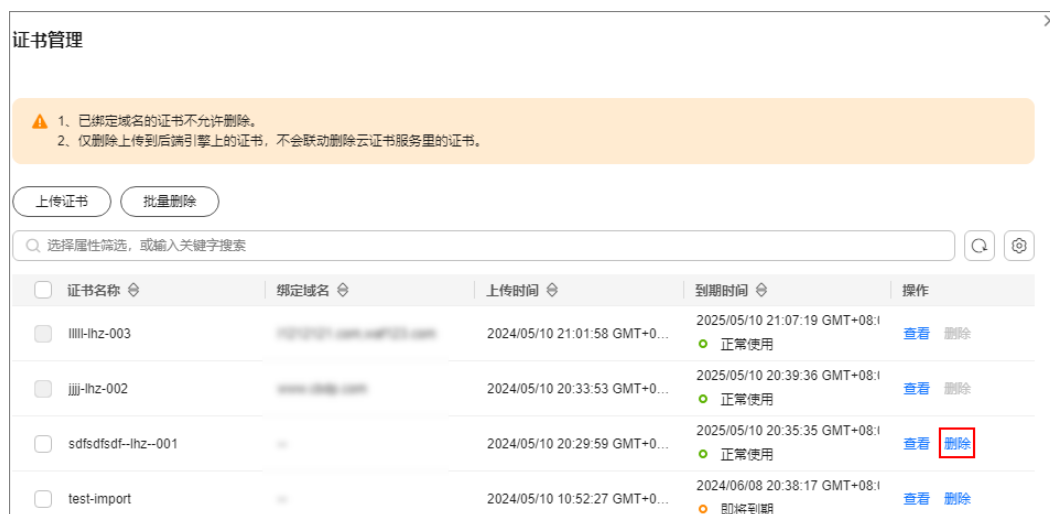 证书管理
1、已绑定域名的证书不允许删除。
2、仅删除上传到后端引擎上的证书，不会联动删除云证书服务里的证书。
上传证书 批量删除
选择属性筛选，或输入关键字搜索
证书名称 绑定域名 上传时间 到期时间 操作
lllll-lhz-003 2024/05/10 21:01:58 GMT+0... 2025/05/10 21:07:19 GMT+08:( 查看 删除
正常使用
jjjj-lhz-002 2024/05/10 20:33:53 GMT+0... 2025/05/10 20:39:36 GMT+08:( 查看 删除
正常使用
sdfsdfsdf--lhz--001 2024/05/10 20:29:59 GMT+0... 2025/05/10 20:35:35 GMT+08:( 查看 删除
正常使用
test-import 2024/05/10 10:52:27 GMT+0... 2024/06/08 20:38:17 GMT+08:( 查看 删除
即将到期